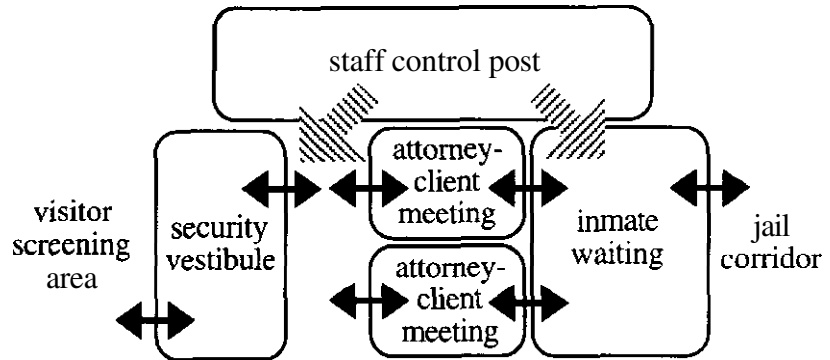 staff control post
attorney-
client
meeting
visitor
screening
area
security
vestibule
inmate
waiting
jail
corridor
attorney-
client
meeting